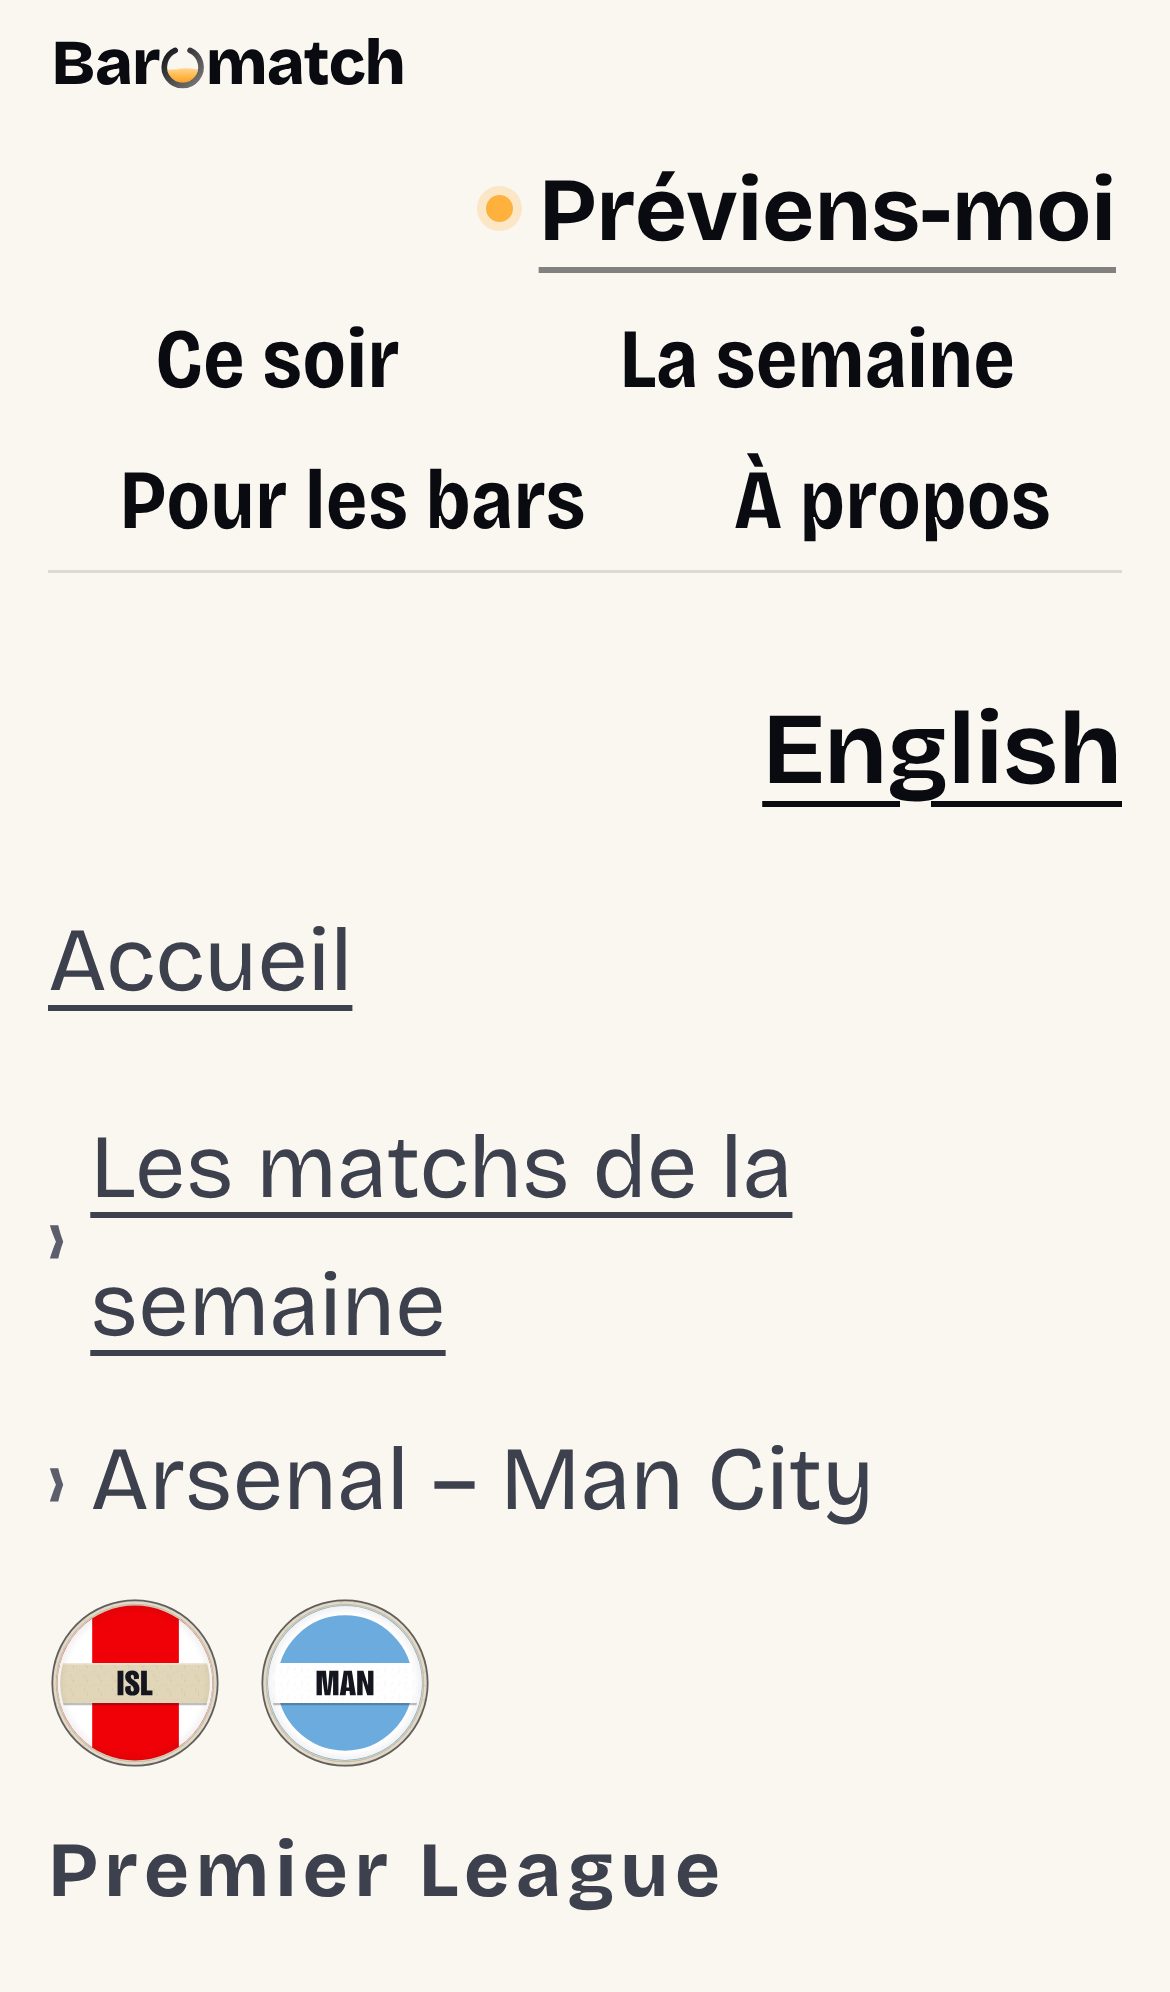 Baromatch
Préviens-moi
Ce soir La semaine
Pour les bars À propos
English
Accueil
› Les matchs de la
semaine
› Arsenal – Man City
ISL MAN
Premier League